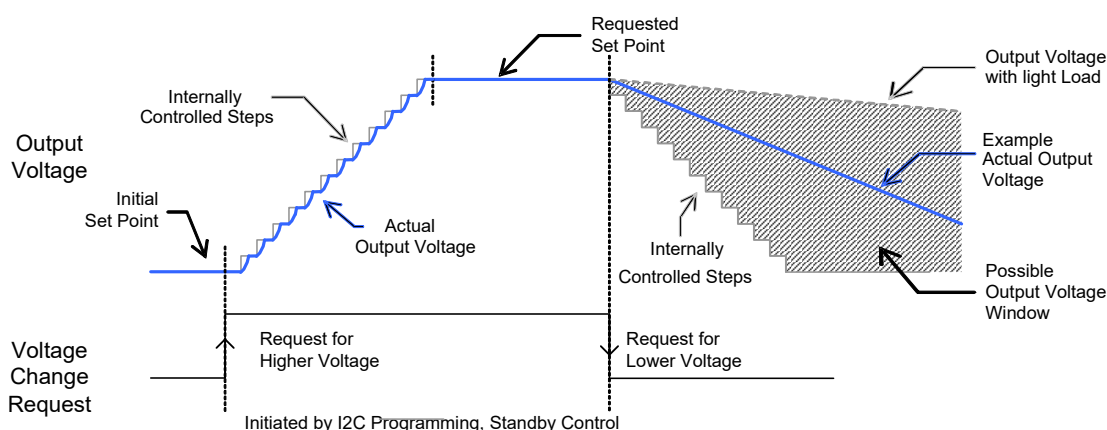 Requested
Set Point
Output Voltage
with light Load
Internally
Controlled Steps
Output
Voltage
Example
Actual Output
Voltage
Initial
Set Point
Actual
Output Voltage
Internally
Controlled Steps
Possible
Output Voltage
Window
Voltage
Change
Request
Request for
Higher Voltage
Request for
Lower Voltage
Initiated by I2C Programming, Standby Control